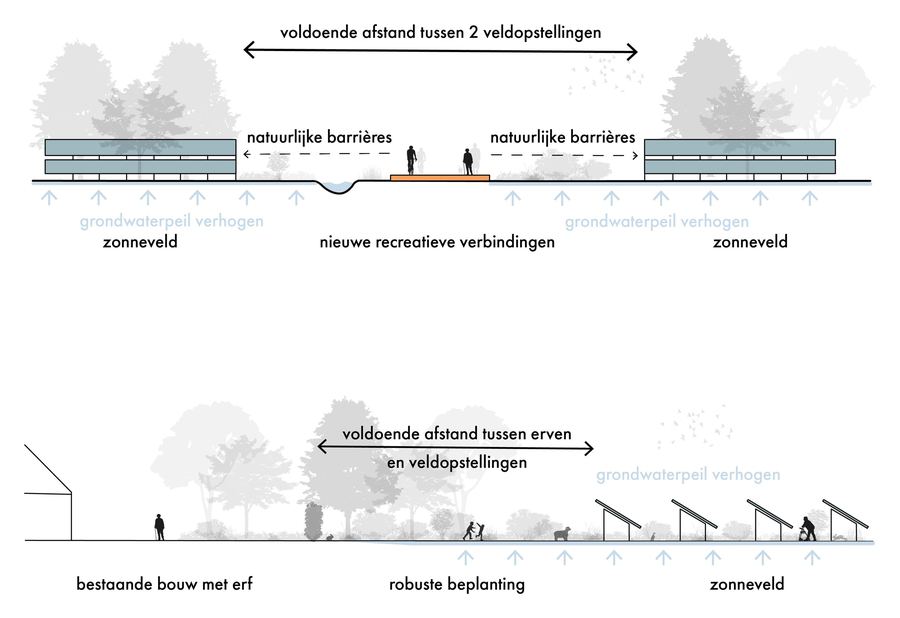 voldoende afstand tussen 2 veldopstellingen
natuurlijke barrières
natuurlijke barrières
grondwaterpeil verhogen
grondwaterpeil verhogen
zonneveld
nieuwe recreatieve verbindingen
zonneveld
voldoende afstand tussen erven
en veldopstellingen
grondwaterpeil verhogen
bestaande bouw met erf
robuste beplanting
zonneveld